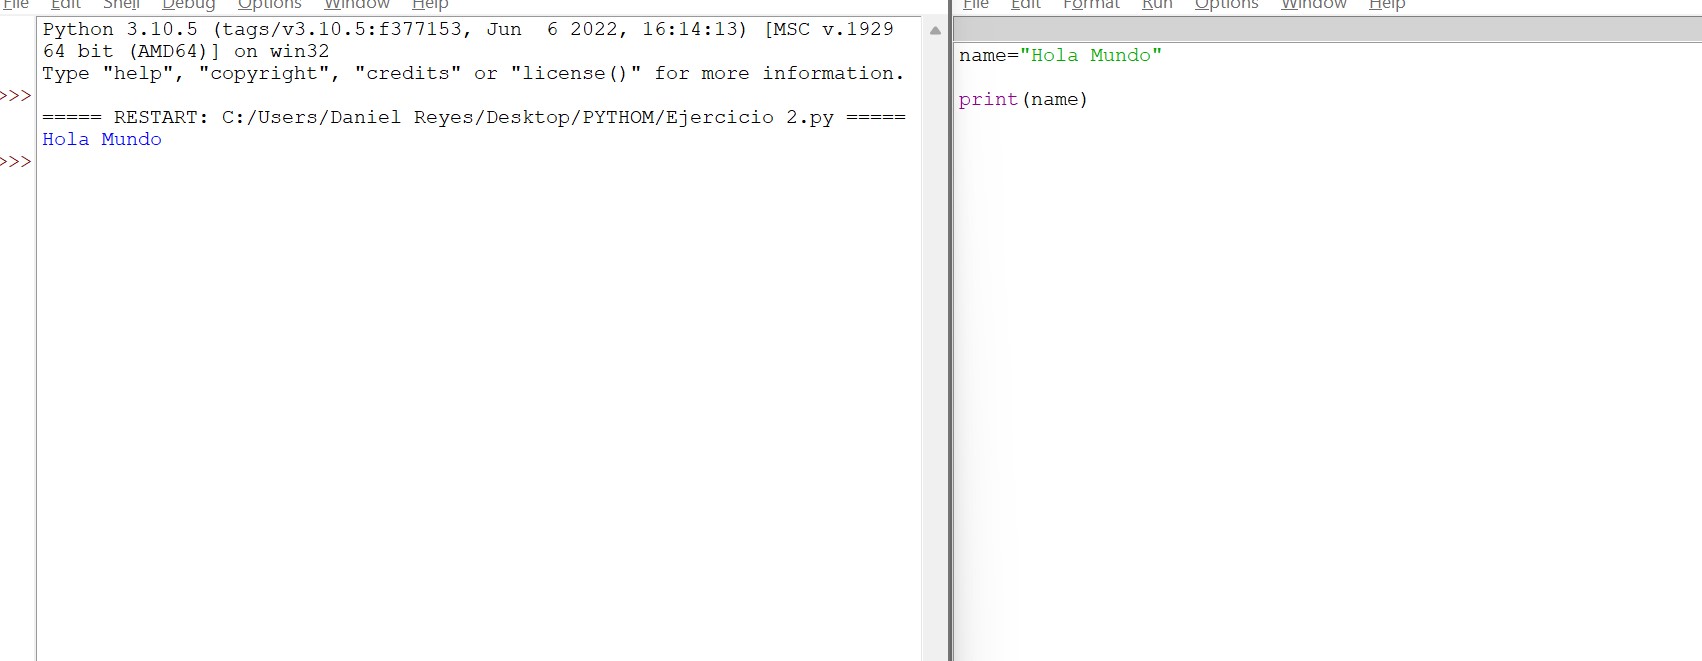 File Edit Shell Debug Options Window Help
Python 3.10.5 (tags/v3.10.5:f377153, Jun  6 2022, 16:14:13) [MSC v.1929
64 bit (AMD64)] on win32
Type "help", "copyright", "credits" or "license()" for more information.
>>>
===== RESTART: C:/Users/Daniel Reyes/Desktop/PYTHOM/Ejercicio 2.py =====
Hola Mundo
>>>
File Edit Format Run Options Window Help
name="Hola Mundo"
print(name)